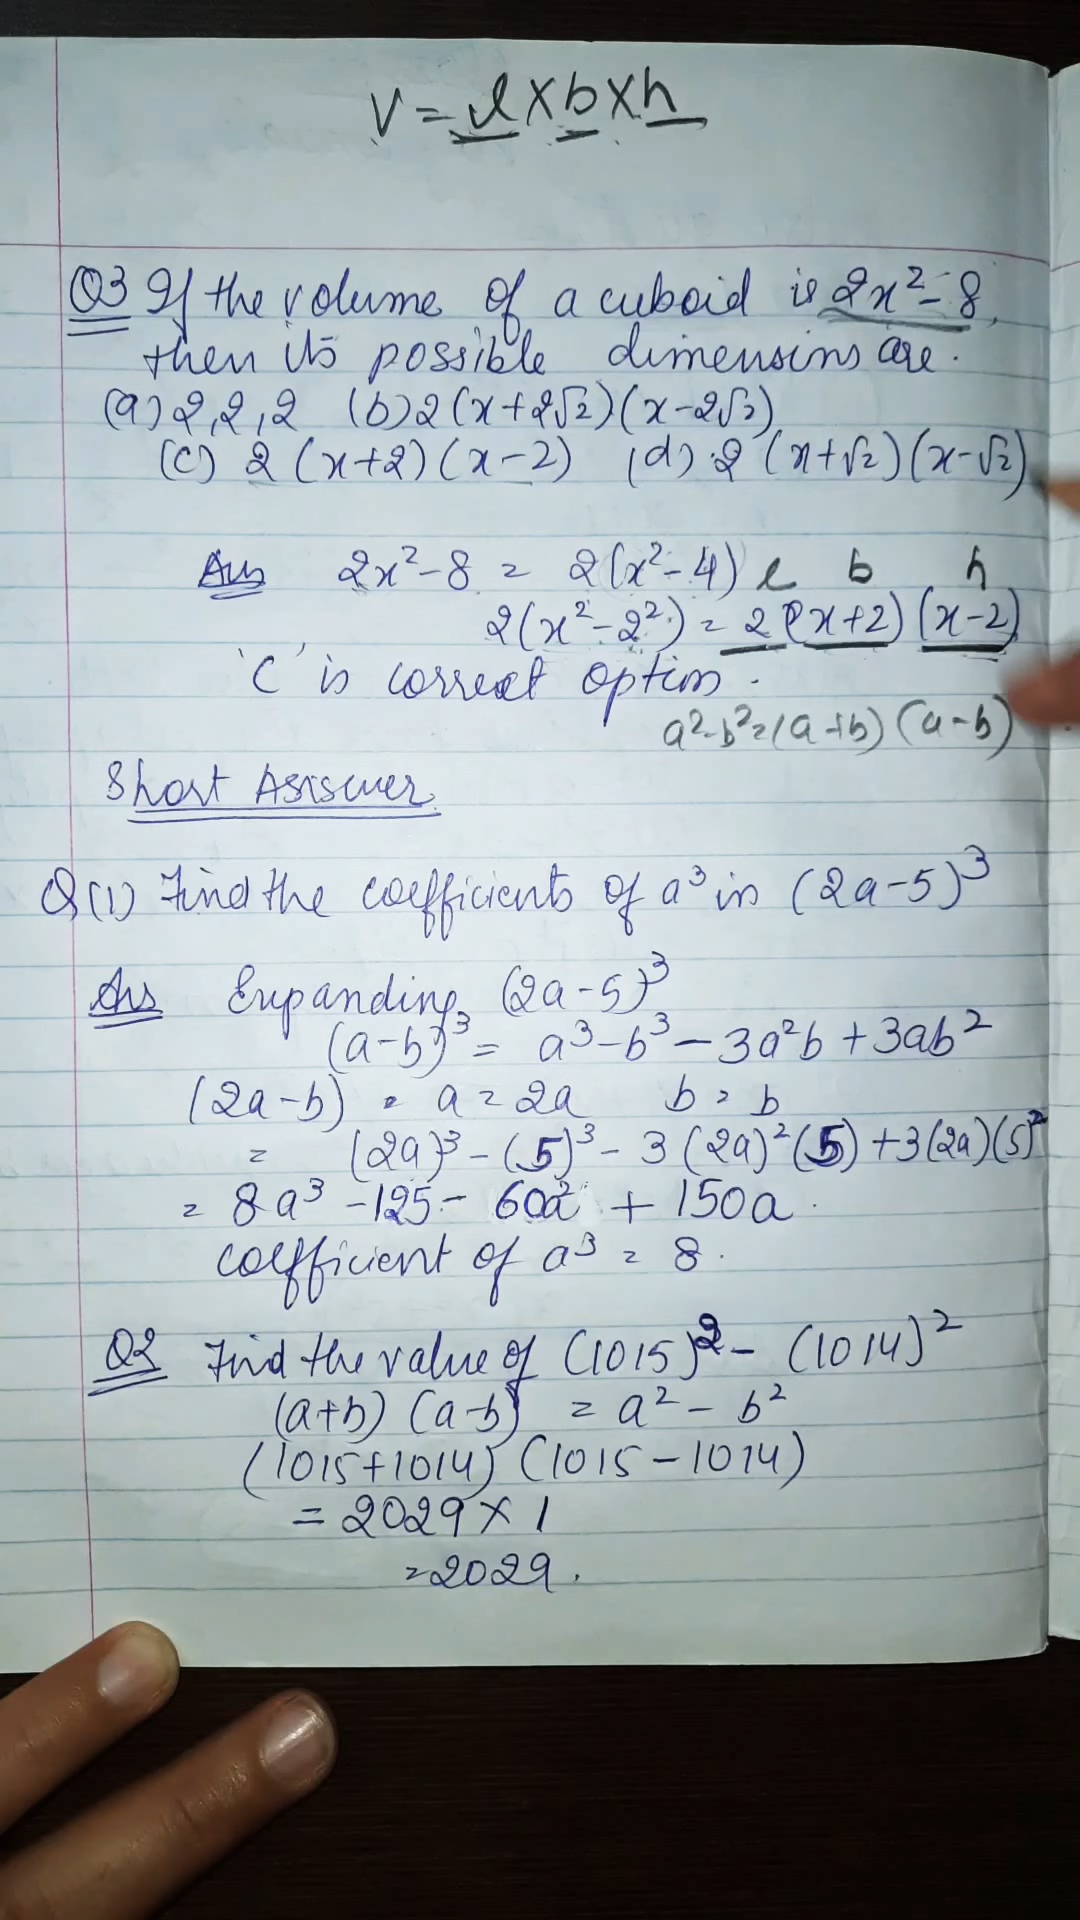 V = l × b × h
Q3 If the volume of a cuboid is 2x² - 8,
then its possible dimensins are.
(a) 2, 2, 2 (b) 2(x+2√2)(x-2√2)
(c) 2 (x+2) (x-2) (d) 2 (x+√2) (x-√2)
Ans 2x² - 8 = 2(x² - 4) l b h
2(x² - 2²) = 2 (x+2) (x-2)
'C' is correct option.
a² - b² = (a+b) (a-b)
Short Answer
Q(1) Find the coefficients of a³ in (2a-5)³
Ans Expanding (2a-5)³
(a-b)³ = a³ - b³ - 3a²b + 3ab²
(2a-b) = a = 2a b = b
= (2a)³ - (5)³ - 3(2a)²(5) + 3(2a)(5)²
= 8a³ - 125 - 60a² + 150a.
coefficient of a³ = 8.
Q2 Find the value of (1015)² - (1014)²
(a+b) (a-b) = a² - b²
(1015+1014) (1015-1014)
= 2029 × 1
= 2029.